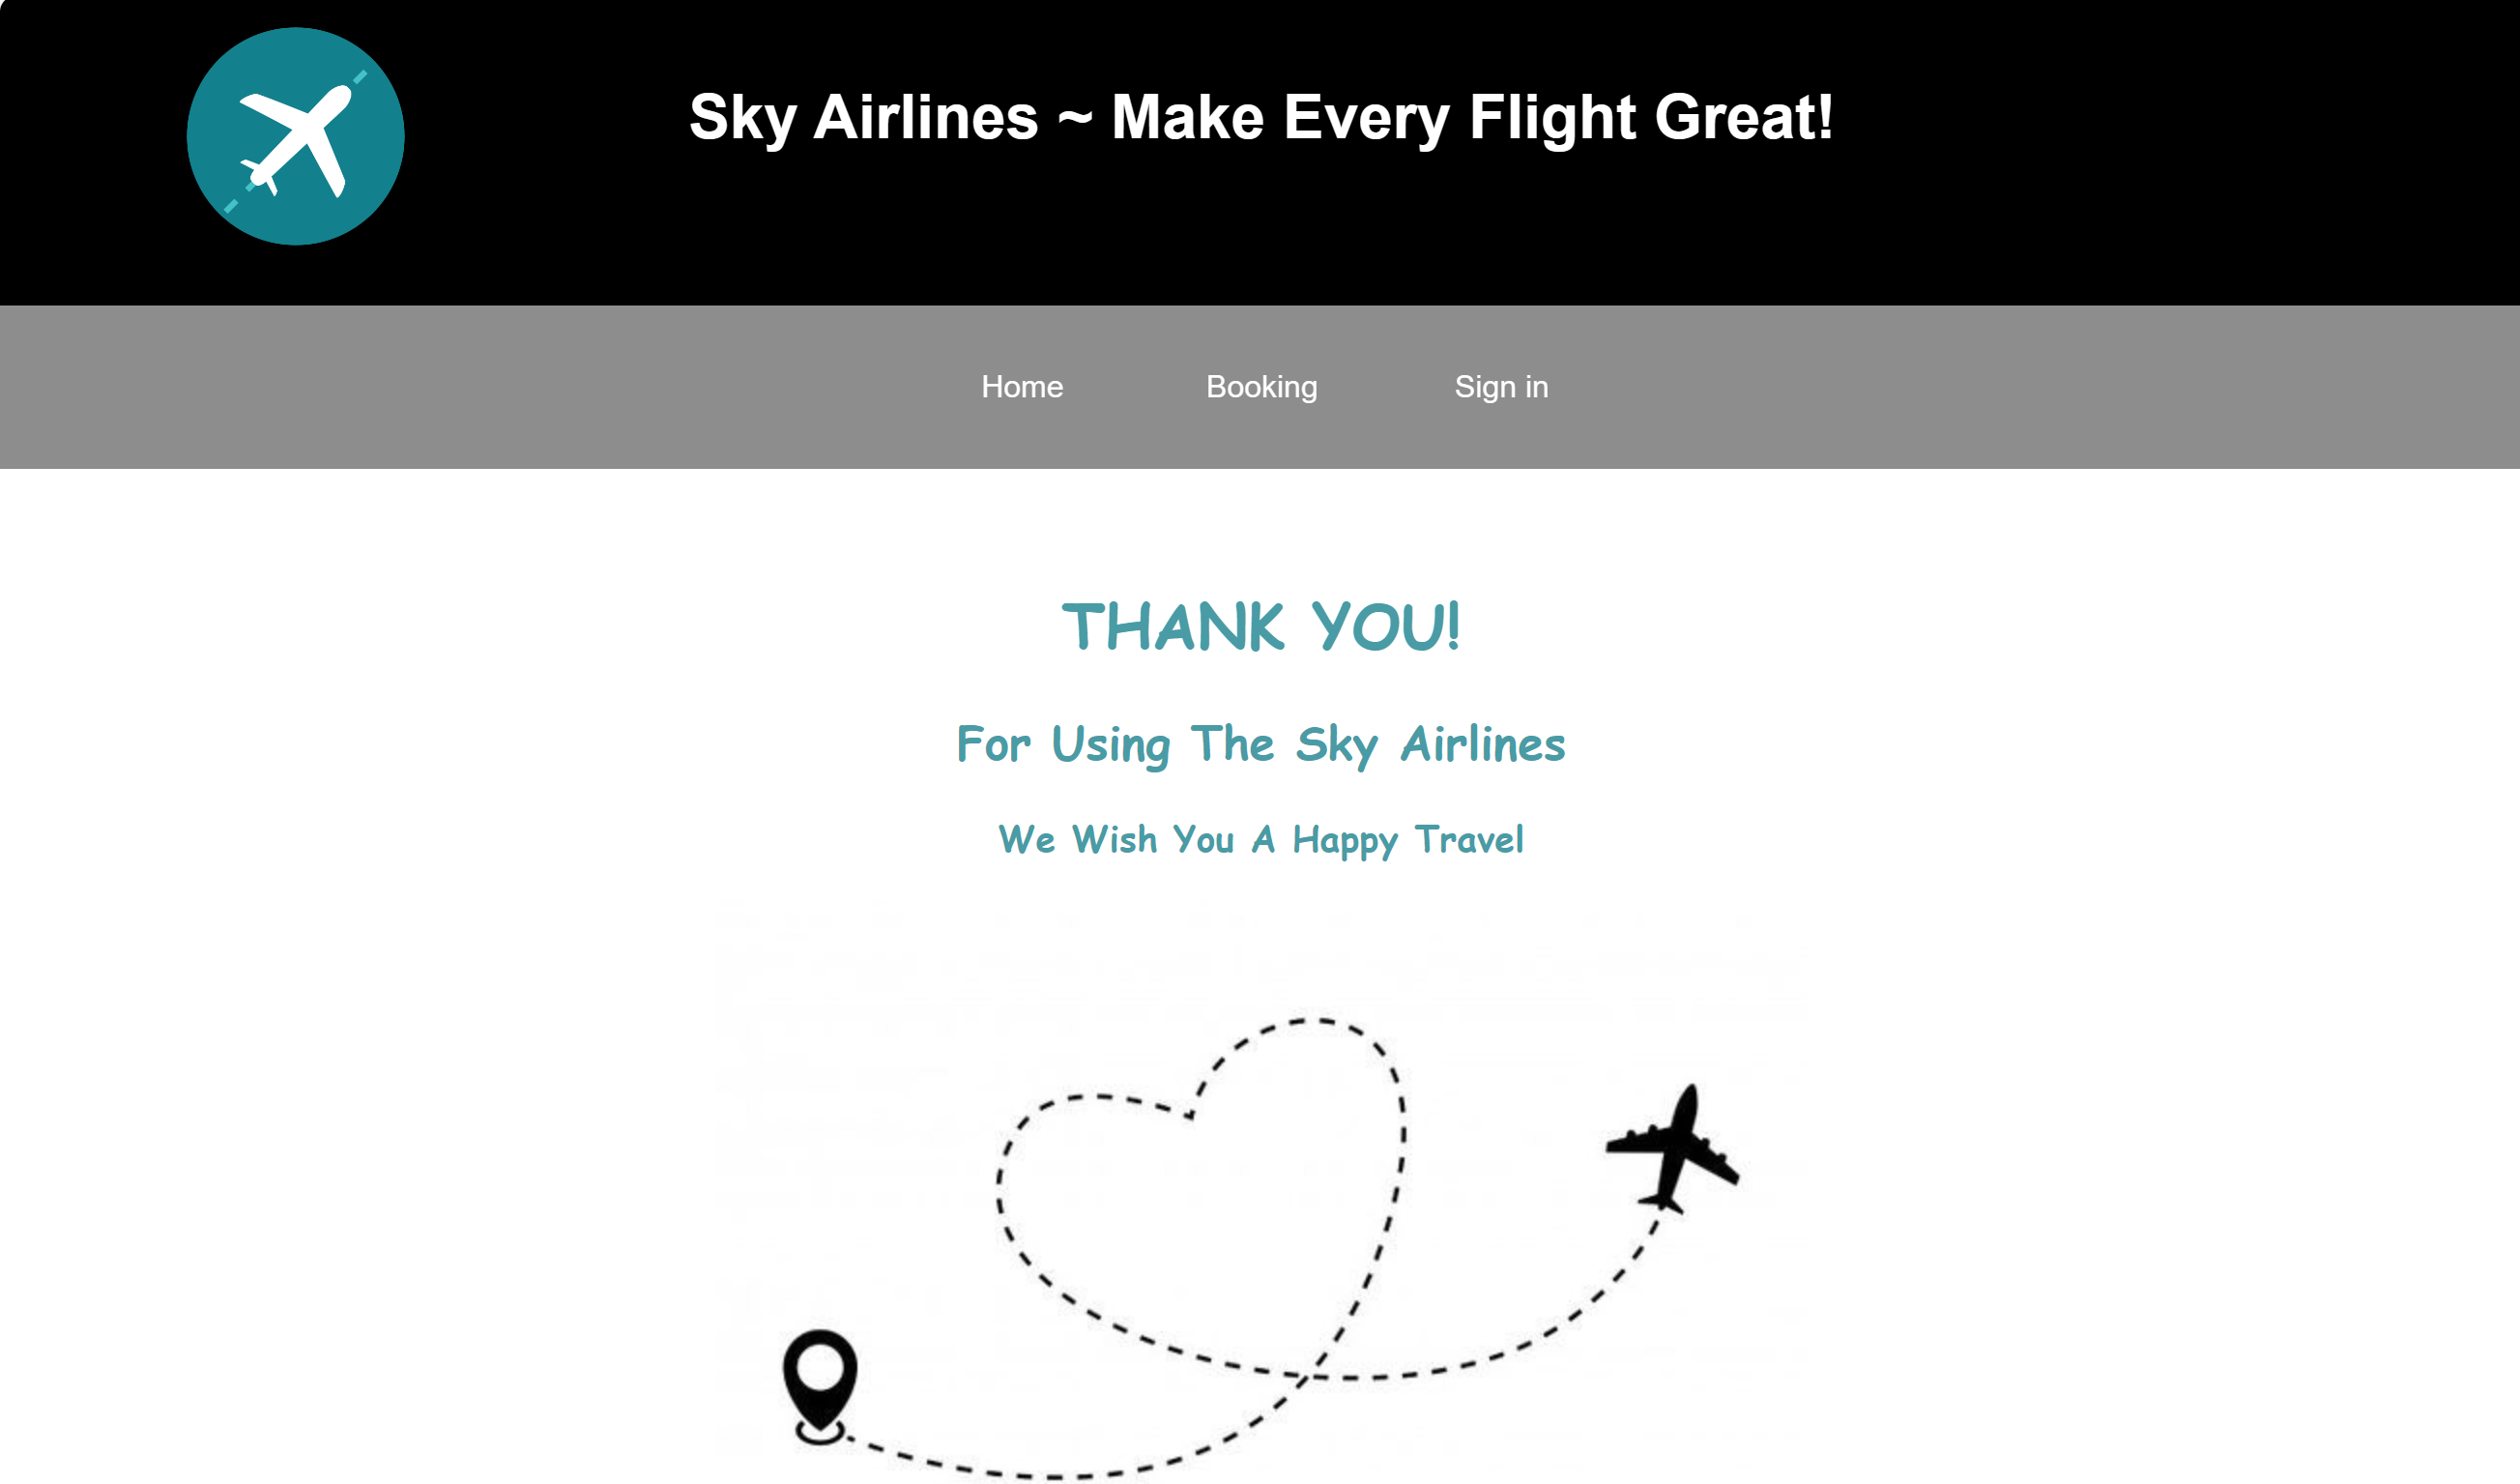 Sky Airlines ~ Make Every Flight Great!
Home Booking Sign in
THANK YOU!
For Using The Sky Airlines
We Wish You A Happy Travel